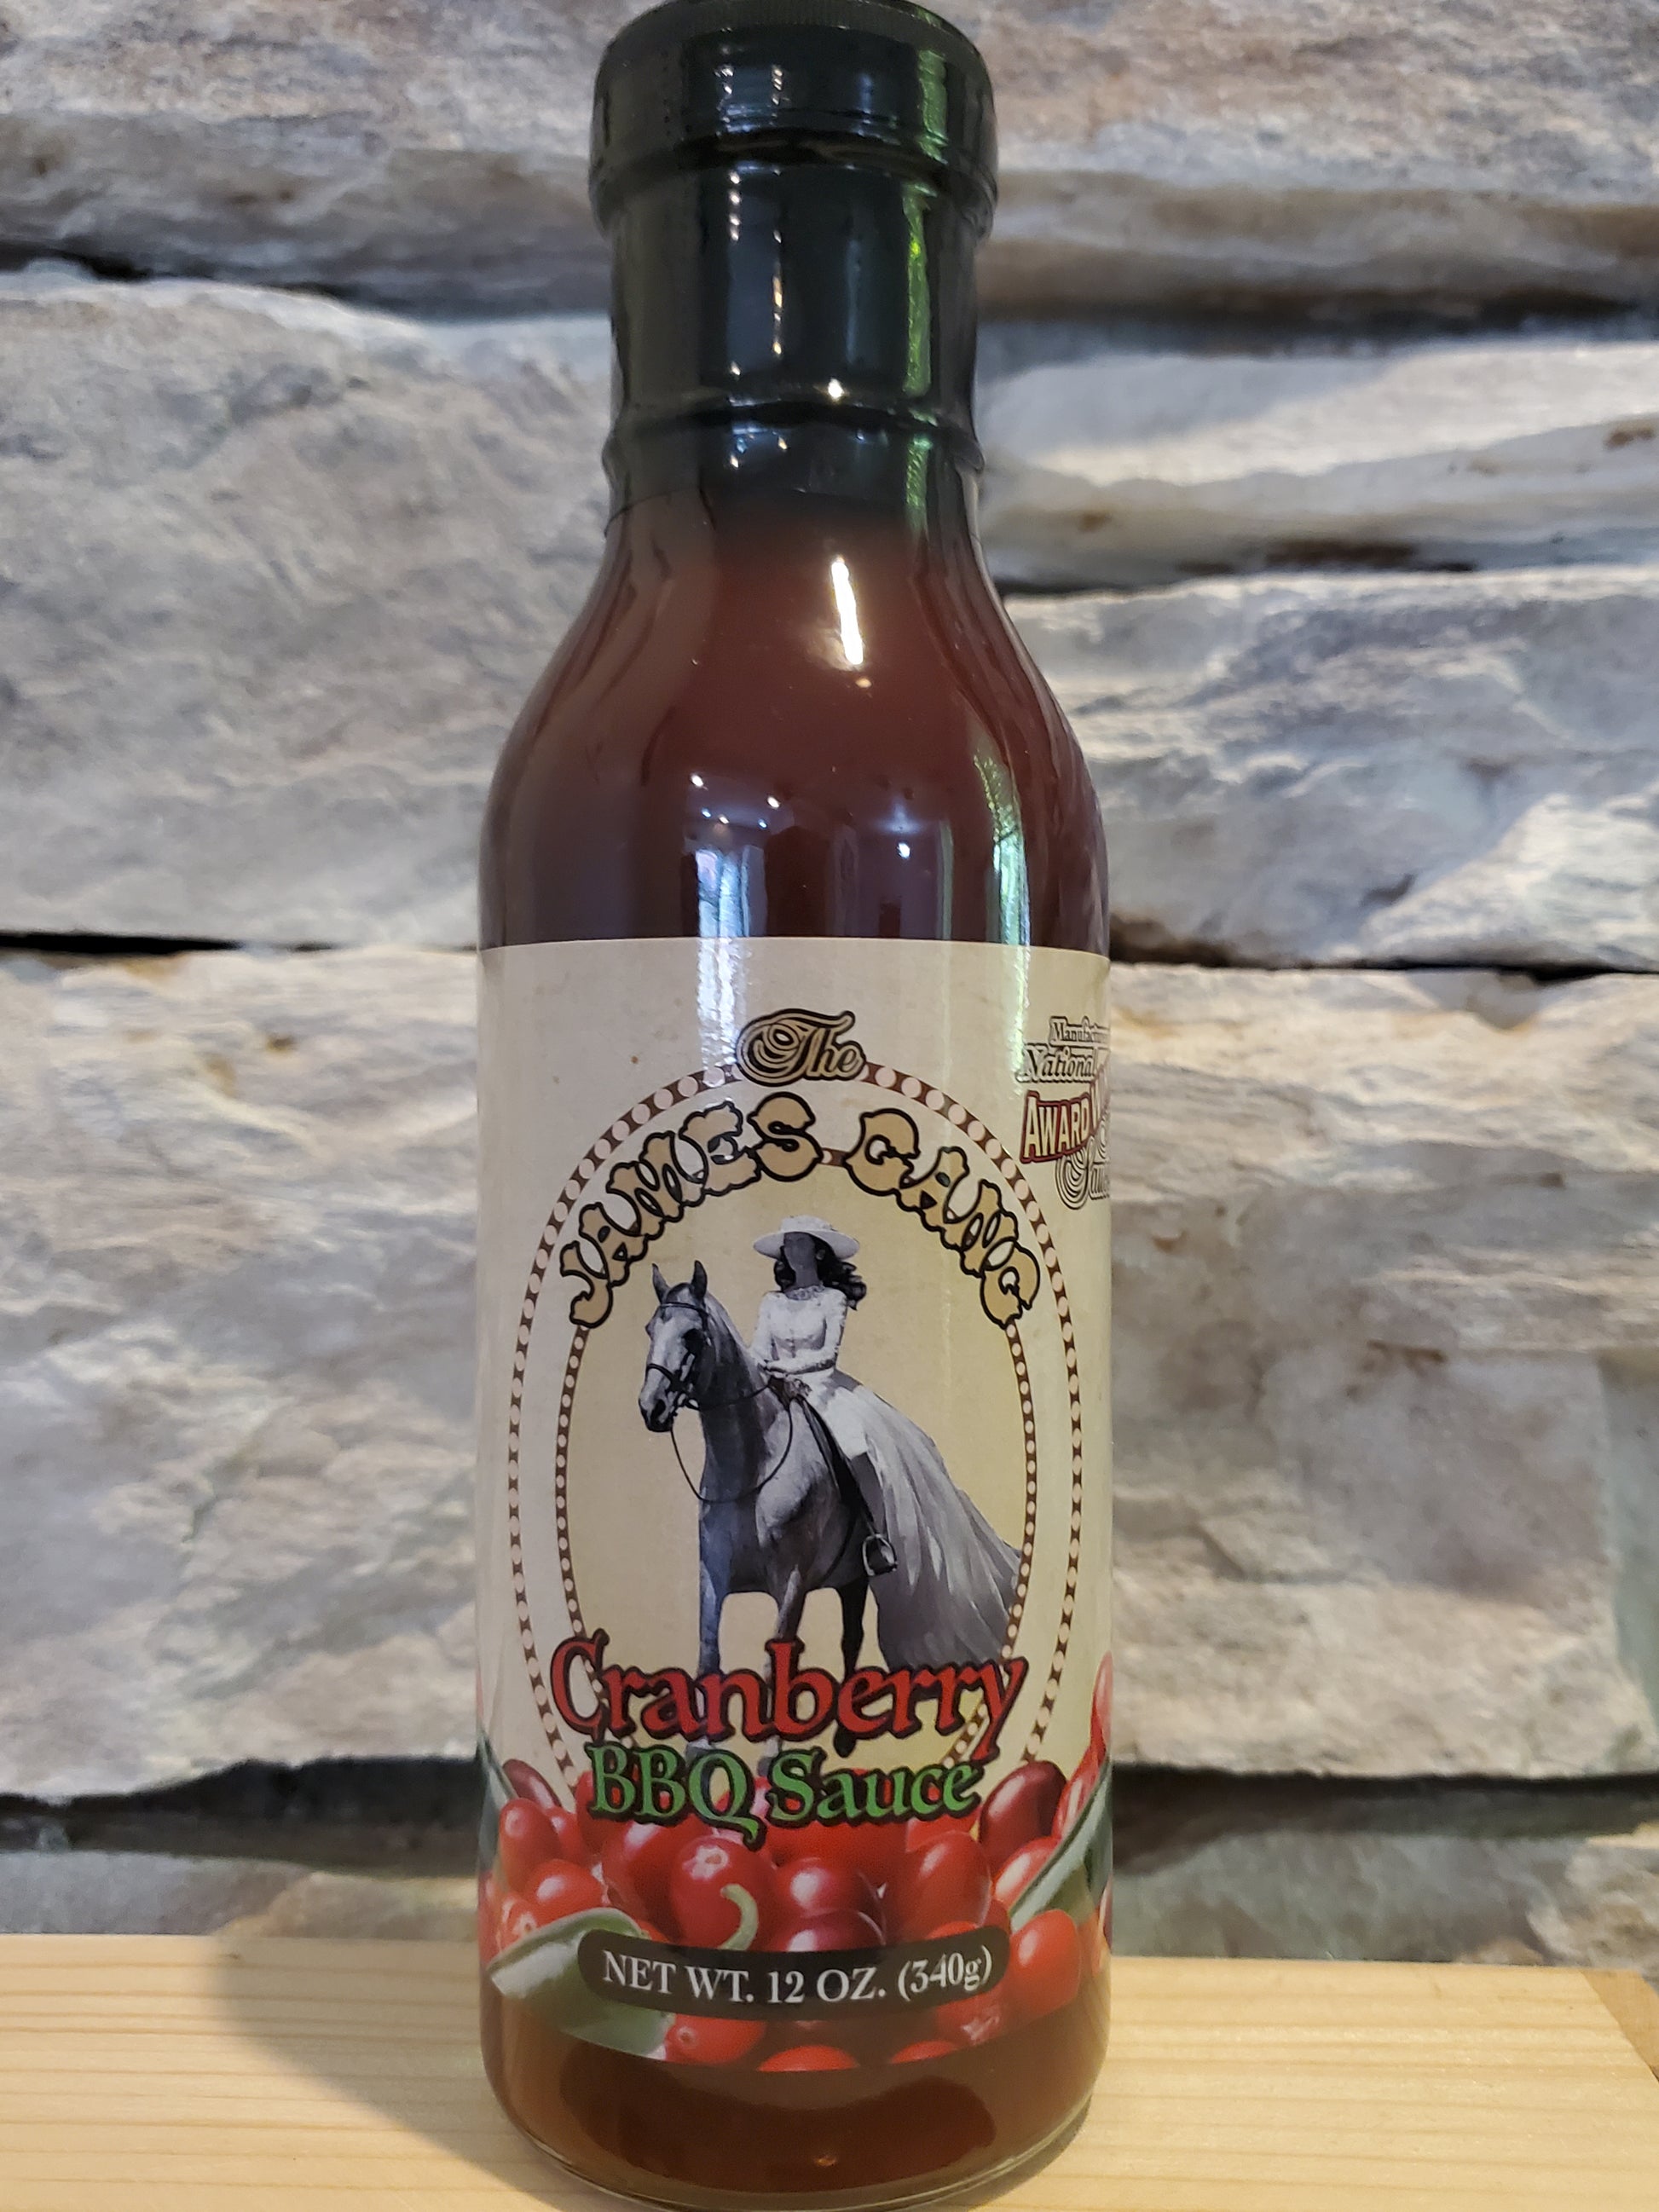 The
JAMES GANG
National
AWARD
Cranberry
BBQ Sauce
NET WT. 12 OZ. (340g)